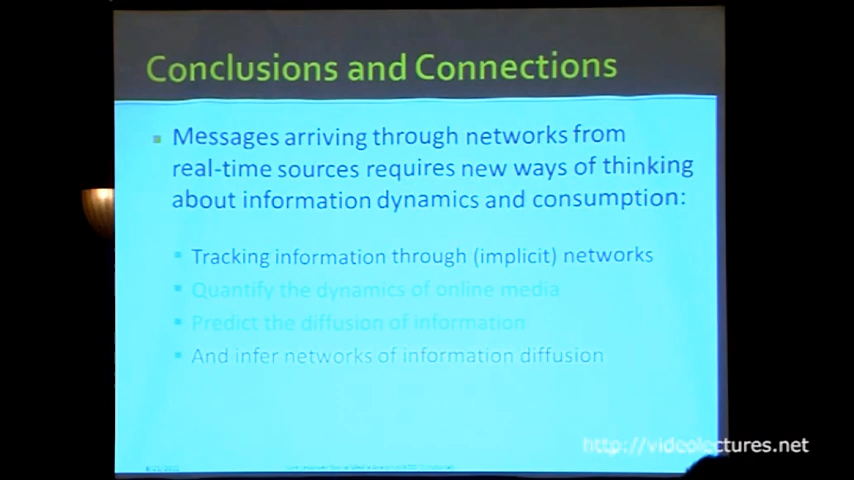 Conclusions and Connections
Messages arriving through networks from
real-time sources requires new ways of thinking
about information dynamics and consumption:
Tracking information through (implicit) networks
Quantify the dynamics of online media
Predict the diffusion of information
And infer networks of information diffusion
http://videolectures.net